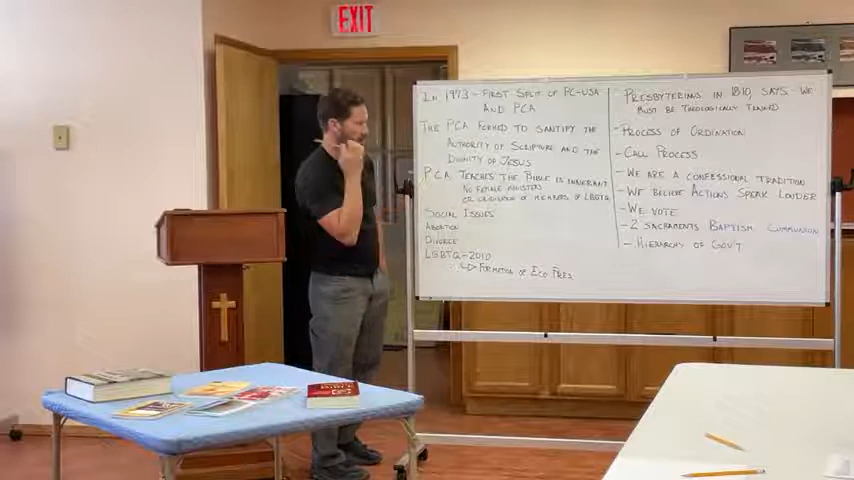 EXIT
In 1973 - First Split of PC-USA
and PCA
The PCA Formed to Santify the
Authority of Scripture and the
Divinity of Jesus
PCA Teaches the Bible is Inherrant
No Female Ministers
or ordination of members of LBGTQ
Social Issues
Abortion
Divorce
LGBTQ-2010
Formation of Eco Pres.
Presbyterians in 1810, says we
must be theologically trained
- Process of Ordination
- Call Process
- We are a confessional tradition
- We believe Actions Speak Louder
- We Vote
- 2 Sacraments Baptism, Communion
- Hierarchy of Gov't